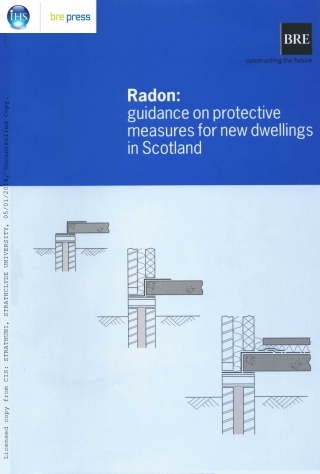 IHS
bre press
BRE
constructing the future
Radon:
guidance on protective
measures for new dwellings
in Scotland
Licensed copy from CIS: STRATHUNI, STRATHCLYDE UNIVERSITY, 05/01/2014, Uncontrolled Copy.